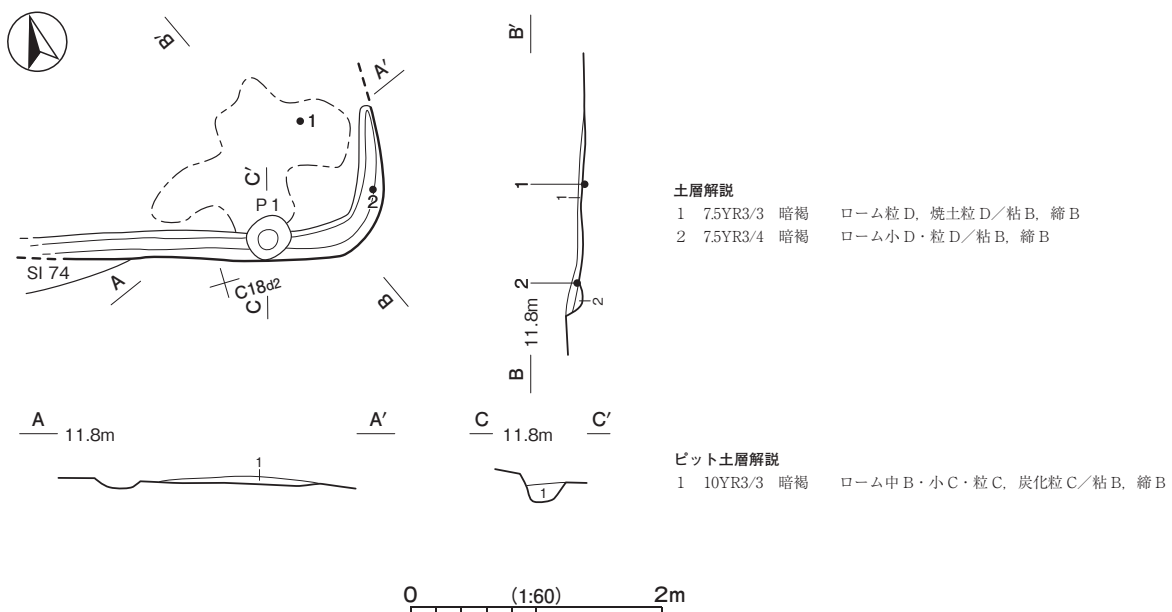 B′
A′
1
C′
P 1
2
SI 74
A
C18d2
C
B
B′
1
1
2
2
11.8m
B
土層解説
1 7.5YR3/3 暗褐 ローム粒 D，焼土粒 D／粘 B，締 B
2 7.5YR3/4 暗褐 ローム小 D・粒 D／粘 B，締 B
A 11.8m A′
1
C 11.8m C′
1
ピット土層解説
1 10YR3/3 暗褐 ローム中 B・小 C・粒 C，炭化粒 C／粘 B，締 B
0 (1:60) 2m